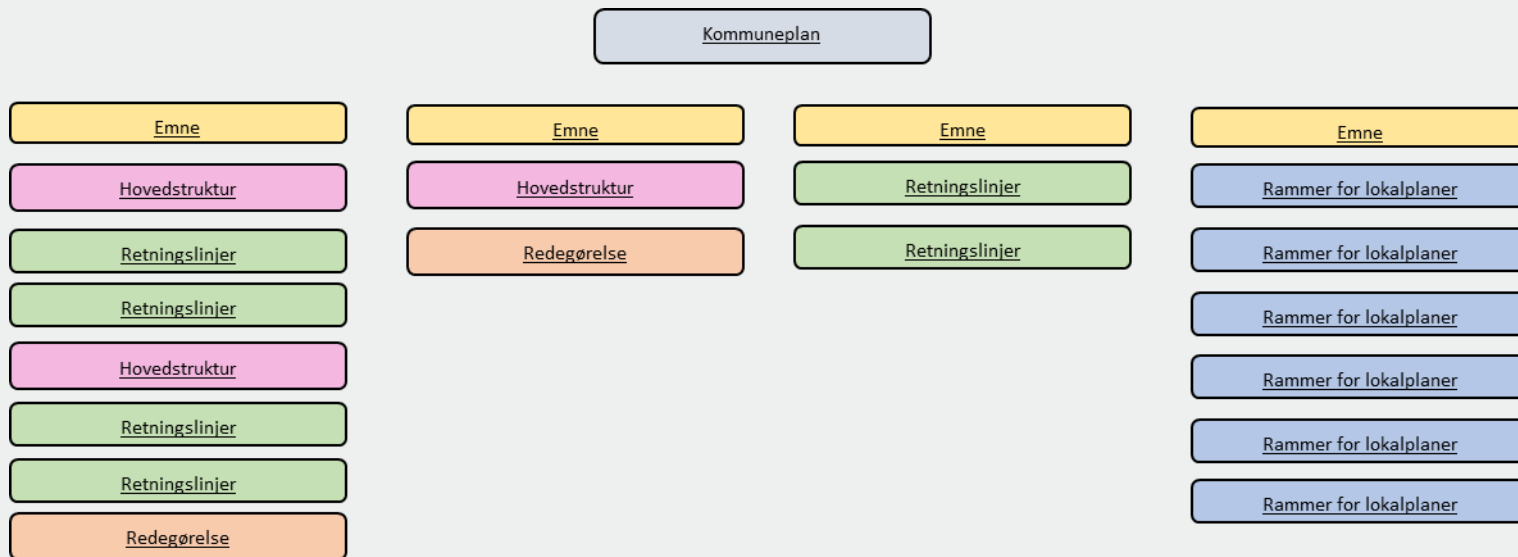 Kommuneplan
Emne
Hovedstruktur
Retningslinjer
Retningslinjer
Hovedstruktur
Retningslinjer
Retningslinjer
Redegørelse
Emne
Hovedstruktur
Redegørelse
Emne
Retningslinjer
Retningslinjer
Emne
Rammer for lokalplaner
Rammer for lokalplaner
Rammer for lokalplaner
Rammer for lokalplaner
Rammer for lokalplaner
Rammer for lokalplaner